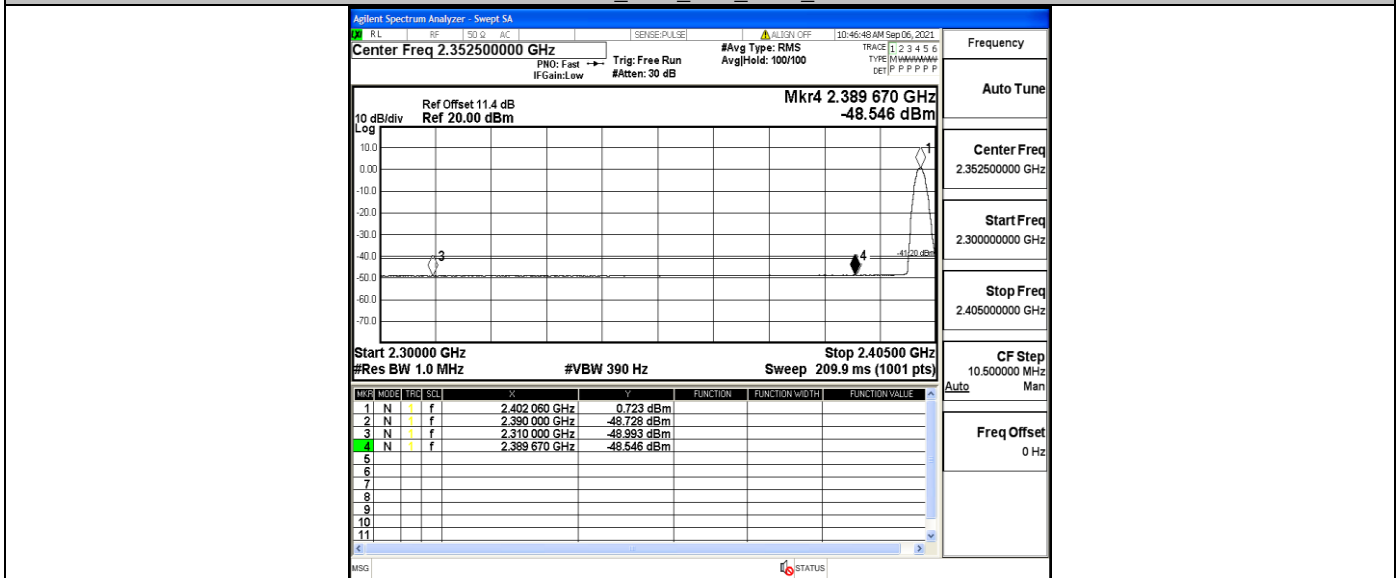 Agilent Spectrum Analyzer - Swept SA
RL RF 50 Ω AC SENSE:PULSE ALIGN OFF 10:46:48 AM Sep 06, 2021
Center Freq 2.352500000 GHz
PNO: Fast
IFGain:Low
Trig: Free Run
#Atten: 30 dB
#Avg Type: RMS
Avg|Hold: 100/100
TRACE 1 2 3 4 5 6
TYPE
DET P P P P P P
Mkr4 2.389 670 GHz
-48.546 dBm
Ref Offset 11.4 dB
10 dB/div Ref 20.00 dBm
Log
10.0
0.00
-10.0
-20.0
-30.0
-40.0
-50.0
-60.0
-70.0
1
3
4
-41.20 dBm
Start 2.30000 GHz Stop 2.40500 GHz
#Res BW 1.0 MHz #VBW 390 Hz Sweep 209.9 ms (1001 pts)
MKR MODE TRC SCL X Y FUNCTION FUNCTION WIDTH FUNCTION VALUE
1 N 1 f 2.402 060 GHz 0.723 dBm
2 N 1 f 2.390 000 GHz -48.728 dBm
3 N 1 f 2.310 000 GHz -48.993 dBm
4 N 1 f 2.389 670 GHz -48.546 dBm
5
6
7
8
9
10
11
MSG STATUS
Frequency
Auto Tune
Center Freq
2.352500000 GHz
Start Freq
2.300000000 GHz
Stop Freq
2.405000000 GHz
CF Step
10.500000 MHz
Auto Man
Freq Offset
0 Hz